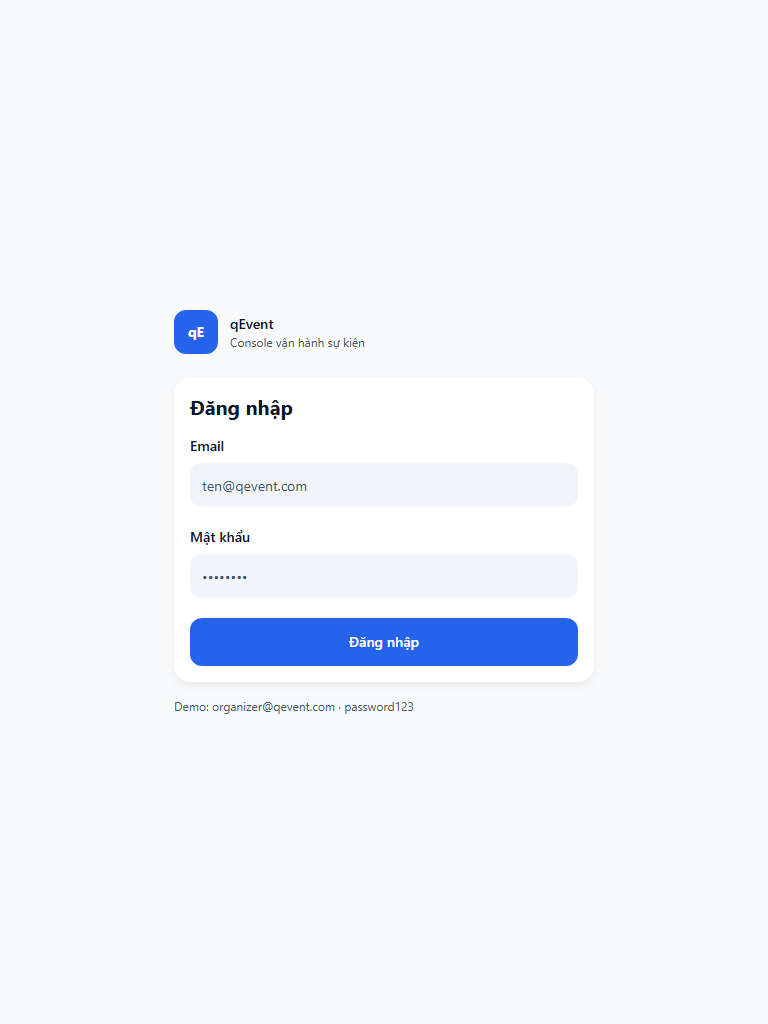 qE
qEvent
Console vận hành sự kiện
Đăng nhập
Email
ten@qevent.com
Mật khẩu
••••••••
Đăng nhập
Demo: organizer@qevent.com · password123